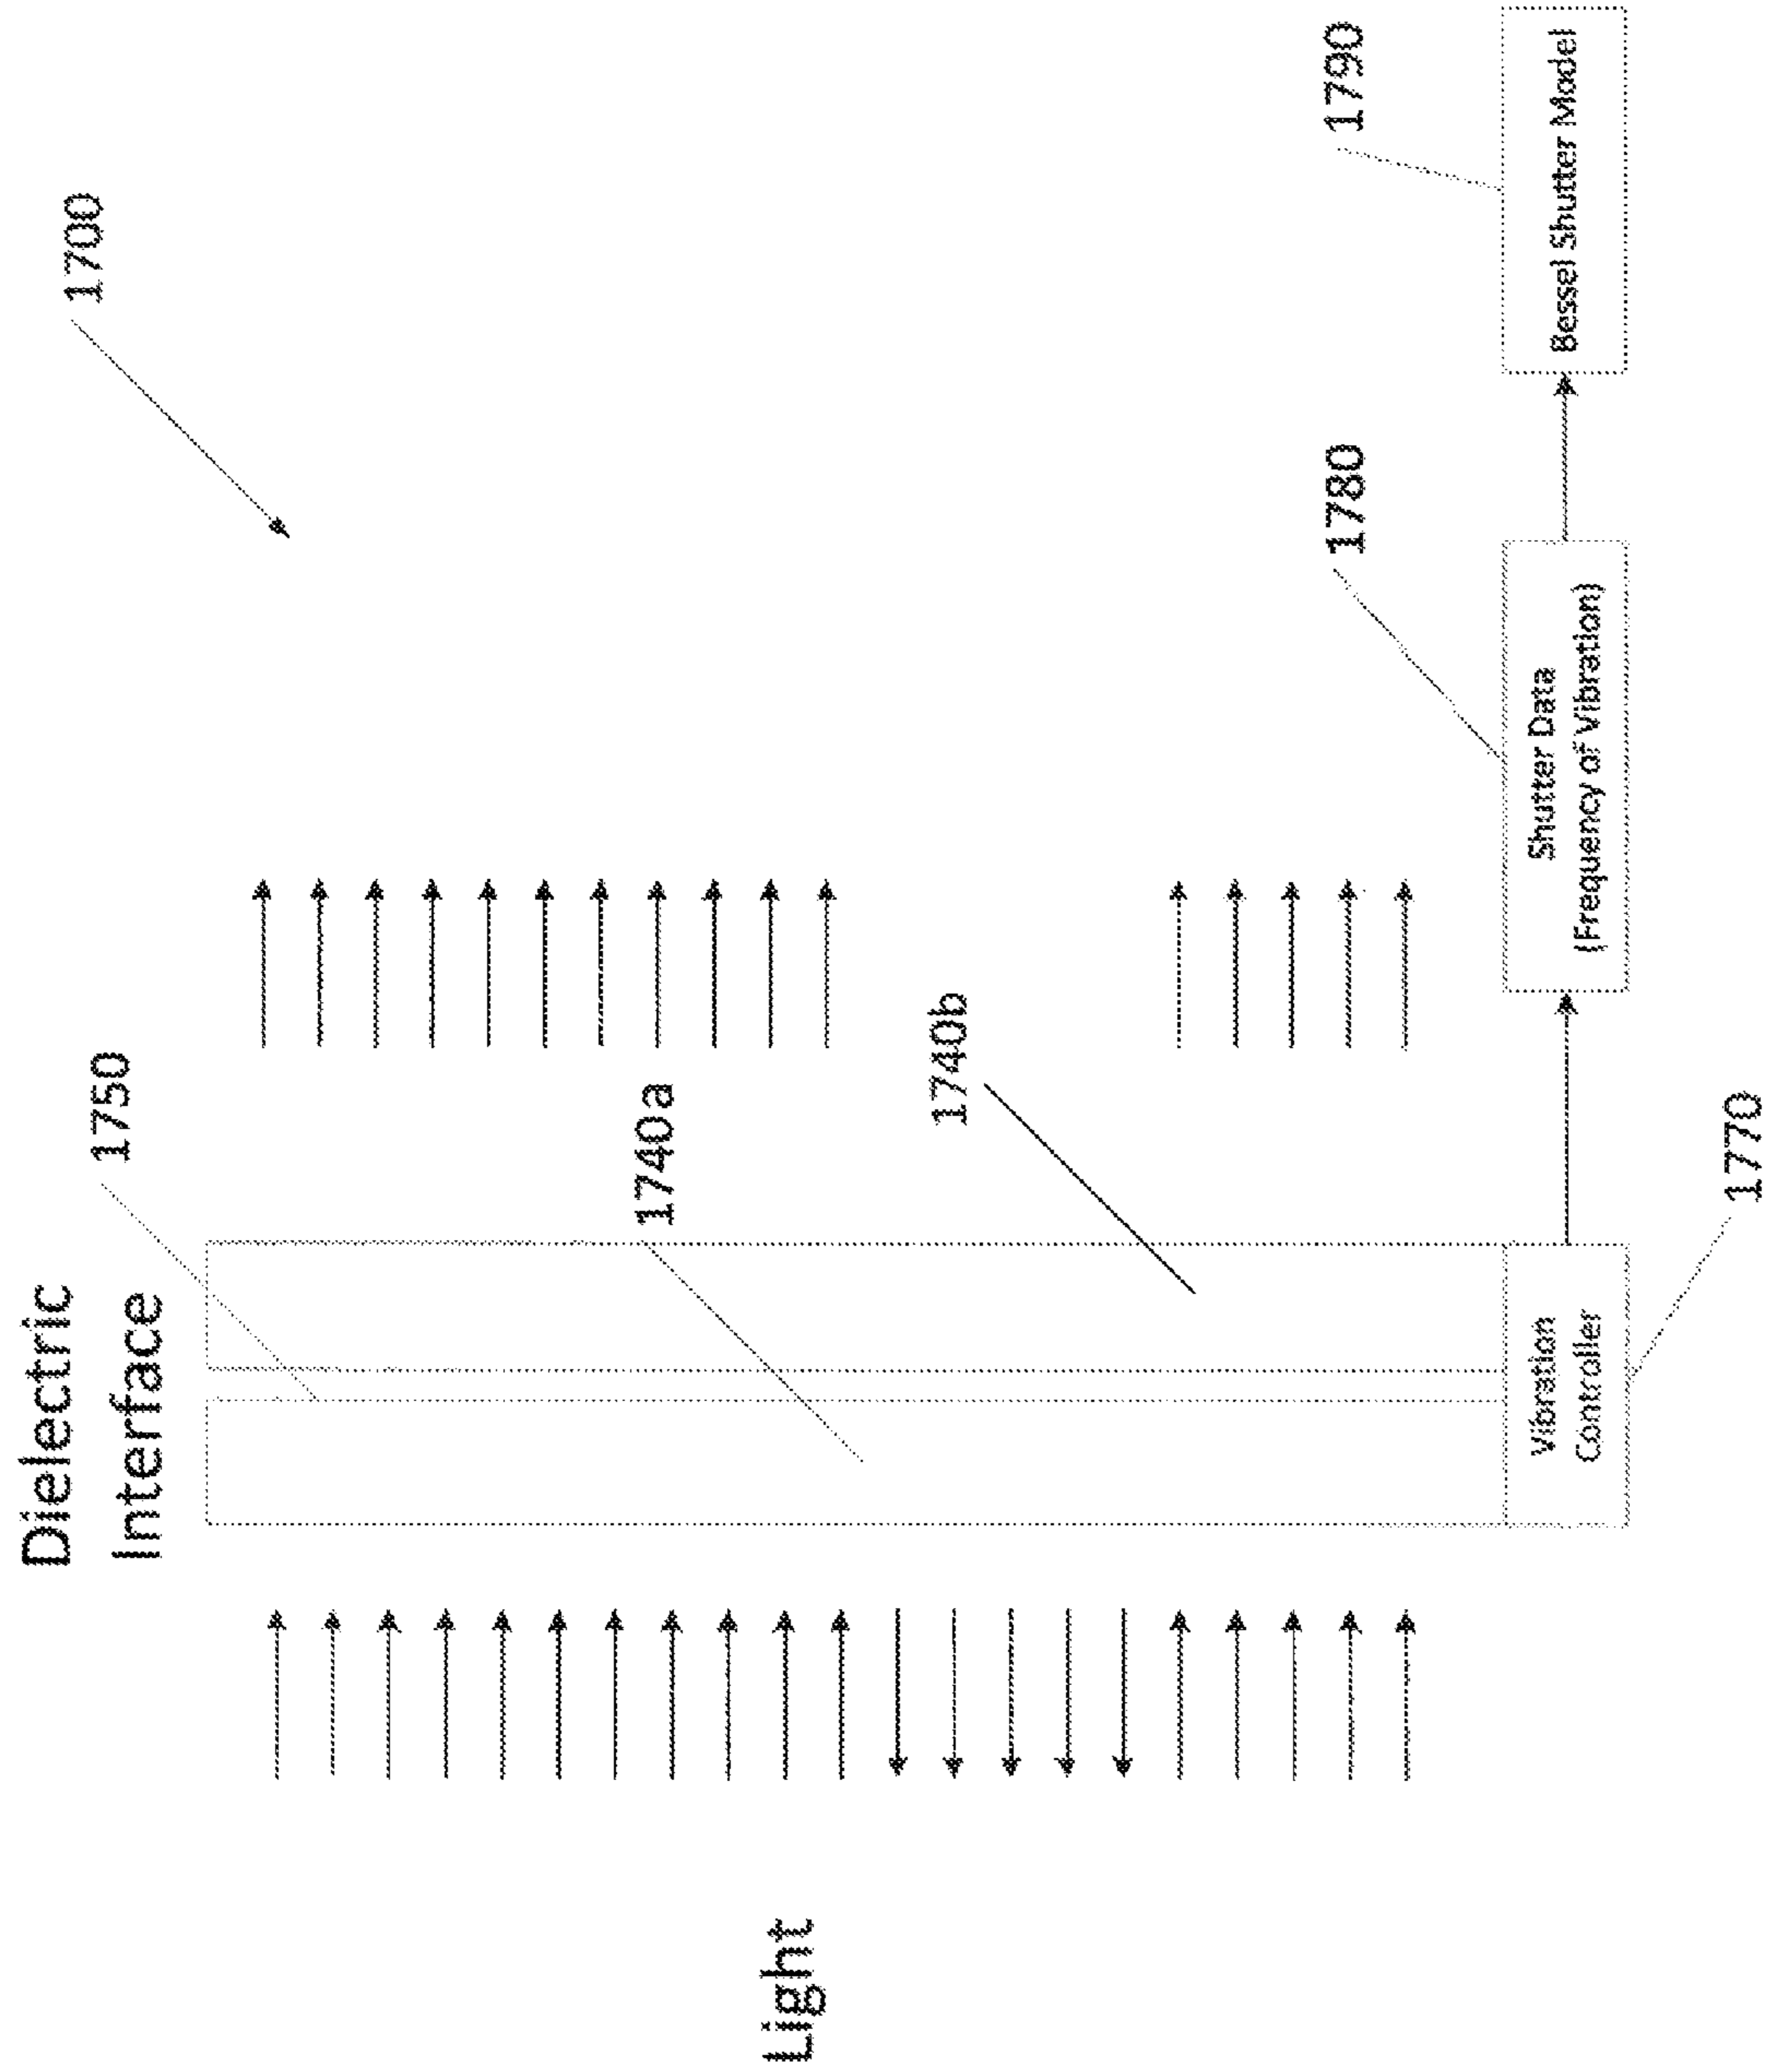 Light
Dielectric
Interface
1750
1700
1740a
1740b
Vibration
Controller
1770
Shutter Data
(Frequency of Vibration)
1780
Bessel Shutter Model
1790